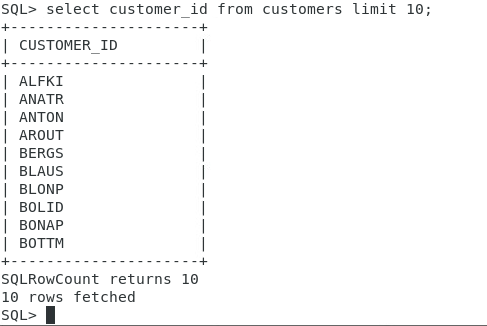 SQL> select customer_id from customers limit 10;
+---------------------+
| CUSTOMER_ID         |
+---------------------+
| ALFKI               |
| ANATR               |
| ANTON               |
| AROUT               |
| BERGS               |
| BLAUS               |
| BLONP               |
| BOLID               |
| BONAP               |
| BOTTM               |
+---------------------+
SQLRowCount returns 10
10 rows fetched
SQL>